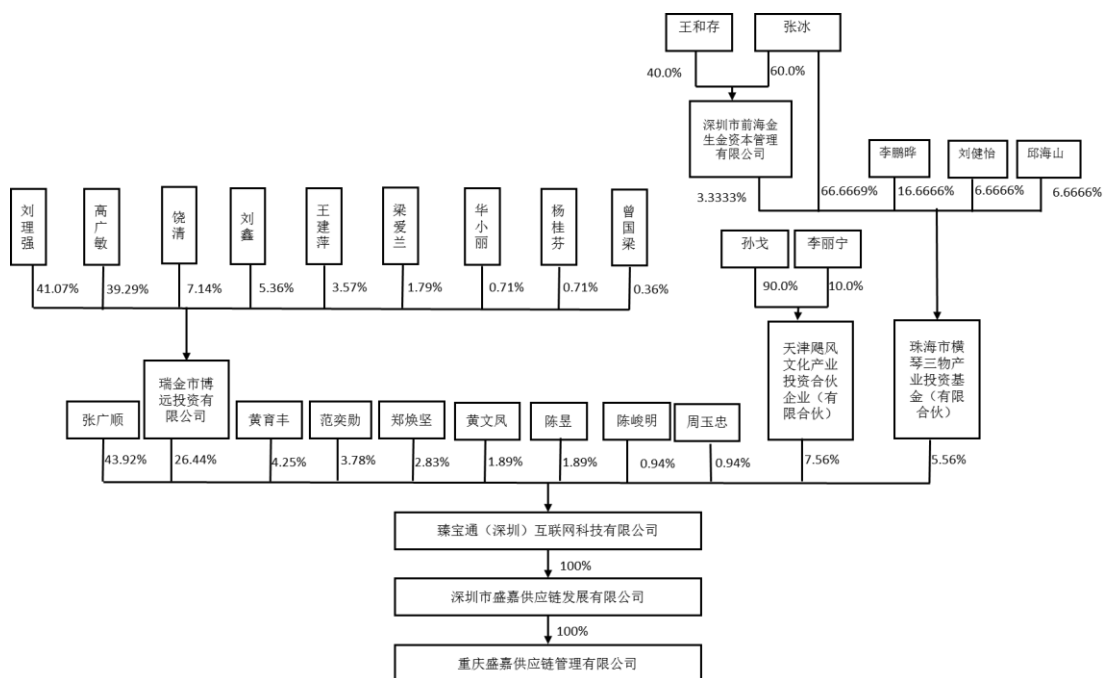 王和存
张冰
40.0%
60.0%
深圳市前海金
生金资本管理
有限公司
李鹏晔
刘健怡
邱海山
3.3333%
66.6669%
16.6666%
6.6666%
6.6666%
刘理强
高广敏
饶清
刘鑫
王建萍
梁爱兰
华小丽
杨桂芬
曾国梁
孙戈
李丽宁
41.07%
39.29%
7.14%
5.36%
3.57%
1.79%
0.71%
0.71%
0.36%
90.0%
10.0%
瑞金市博
远投资有
限公司
天津飓风
文化产业
投资合伙
企业（有
限合伙）
珠海市横
琴三物产
业投资基
金（有限
合伙）
张广顺
黄育丰
范奕勋
郑焕坚
黄文凤
陈昱
陈峻明
周玉忠
43.92%
26.44%
4.25%
3.78%
2.83%
1.89%
1.89%
0.94%
0.94%
7.56%
5.56%
臻宝通（深圳）互联网科技有限公司
100%
深圳市盛嘉供应链发展有限公司
100%
重庆盛嘉供应链管理有限公司